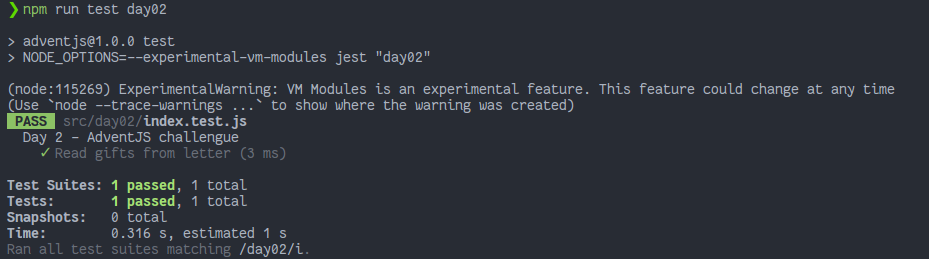 ❯ npm run test day02
> adventjs@1.0.0 test
> NODE_OPTIONS=--experimental-vm-modules jest "day02"
(node:115269) ExperimentalWarning: VM Modules is an experimental feature. This feature could change at any time
(Use `node --trace-warnings ...` to show where the warning was created)
PASS src/day02/index.test.js
Day 2 - AdventJS challengue
✓ Read gifts from letter (3 ms)
Test Suites: 1 passed, 1 total
Tests: 1 passed, 1 total
Snapshots: 0 total
Time: 0.316 s, estimated 1 s
Ran all test suites matching /day02/i.